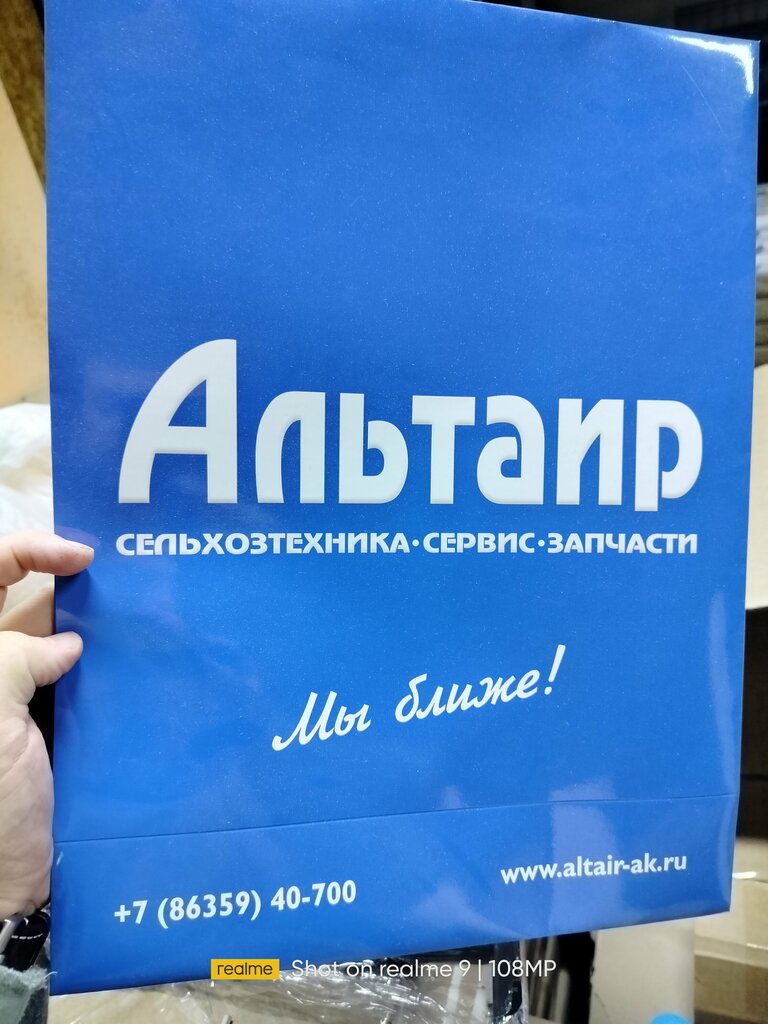 Альтаир
СЕЛЬХОЗТЕХНИКА·СЕРВИС·ЗАПЧАСТИ
Мы ближе!
+7 (86359) 40-700
www.altair-ak.ru
realme Shot on realme 9 | 108MP